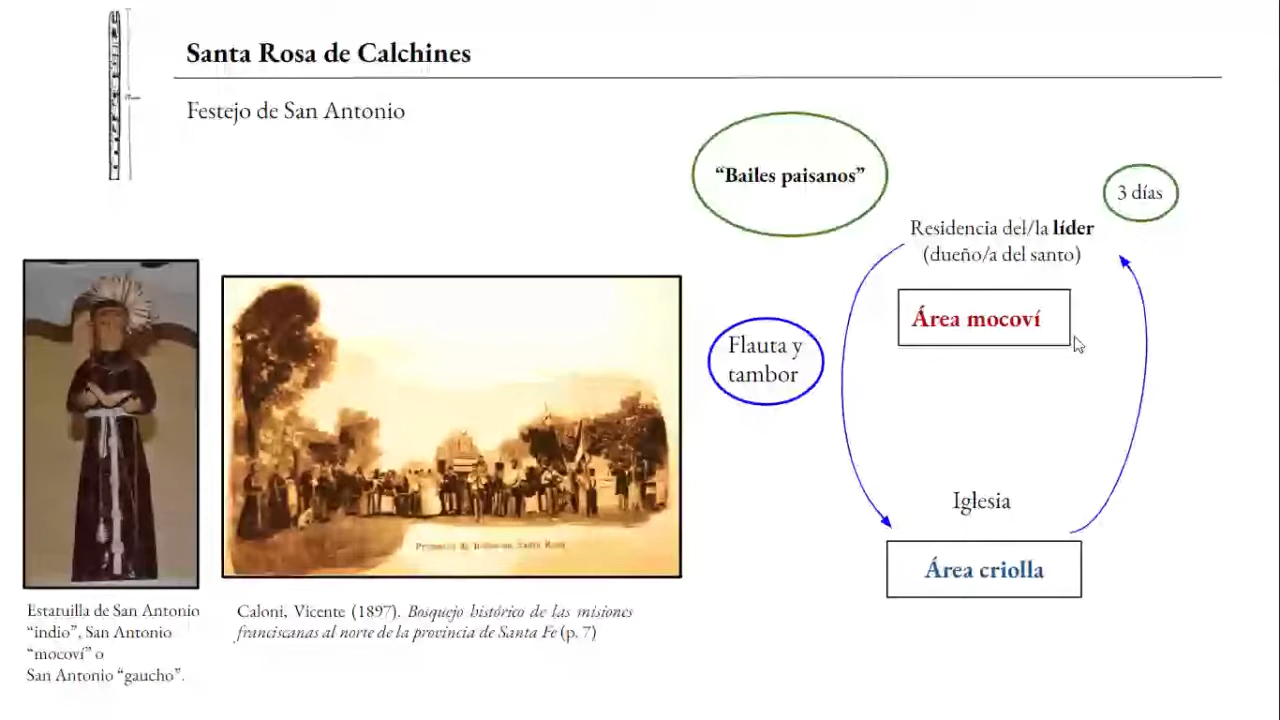 Santa Rosa de Calchines
Festejo de San Antonio
“Bailes paisanos”
3 días
Residencia del/la líder
(dueño/a del santo)
Área mocoví
Flauta y
tambor
Iglesia
Área criolla
Santa Rosa
Estatuilla de San Antonio
“indio”, San Antonio
“mocoví” o
San Antonio “gaucho”.
Caloni, Vicente (1897). Bosquejo histórico de las misiones
franciscanas al norte de la provincia de Santa Fe (p. 7)